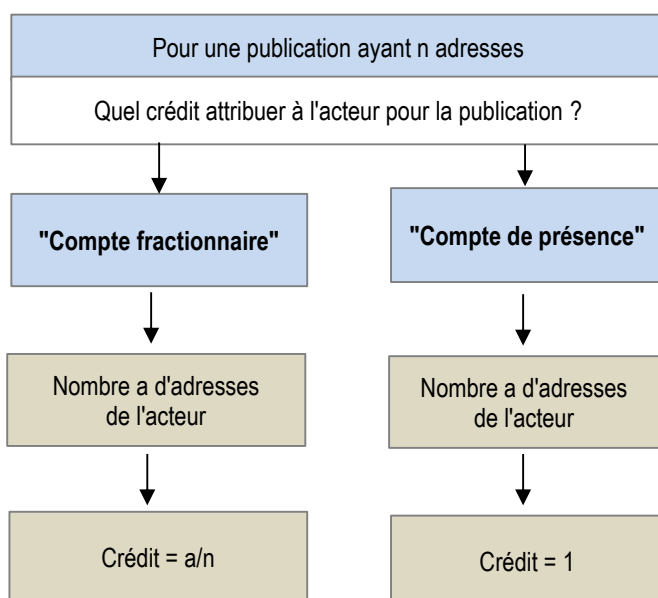 Pour une publication ayant n adresses
Quel crédit attribuer à l'acteur pour la publication ?
"Compte fractionnaire"
"Compte de présence"
Nombre a d'adresses
de l'acteur
Nombre a d'adresses
de l'acteur
Crédit = a/n
Crédit = 1